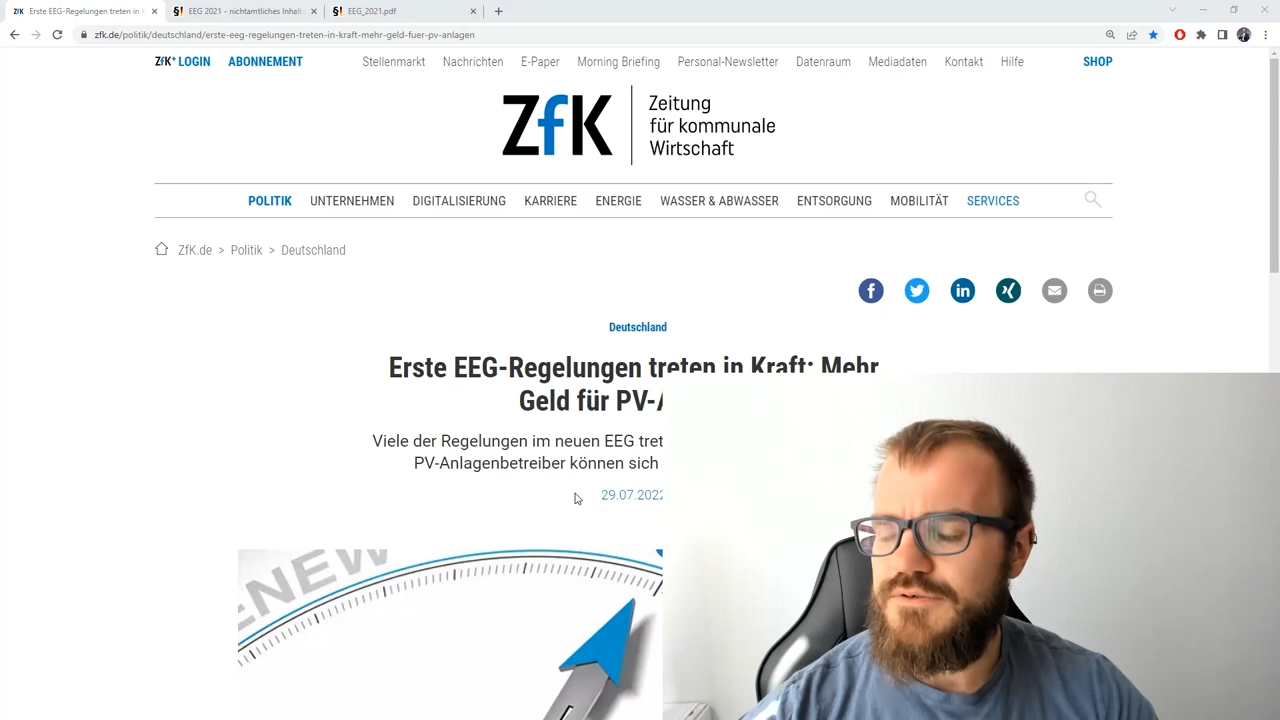 Erste EEG-Regelungen treten in k
EEG 2021 - nichtamtliches Inhalts
EEG_2021.pdf
zfk.de/politik/deutschland/erste-eeg-regelungen-treten-in-kraft-mehr-geld-fuer-pv-anlagen
ZfK+ LOGIN ABONNEMENT Stellenmarkt Nachrichten E-Paper Morning Briefing Personal-Newsletter Datenraum Mediadaten Kontakt Hilfe SHOP
ZfK
Zeitung
für kommunale
Wirtschaft
POLITIK UNTERNEHMEN DIGITALISIERUNG KARRIERE ENERGIE WASSER & ABWASSER ENTSORGUNG MOBILITÄT SERVICES
ZfK.de > Politik > Deutschland
Deutschland
Erste EEG-Regelungen treten in Kraft: Mehr
Geld für PV-A
Viele der Regelungen im neuen EEG tret
PV-Anlagenbetreiber können sich
29.07.2022
NEW